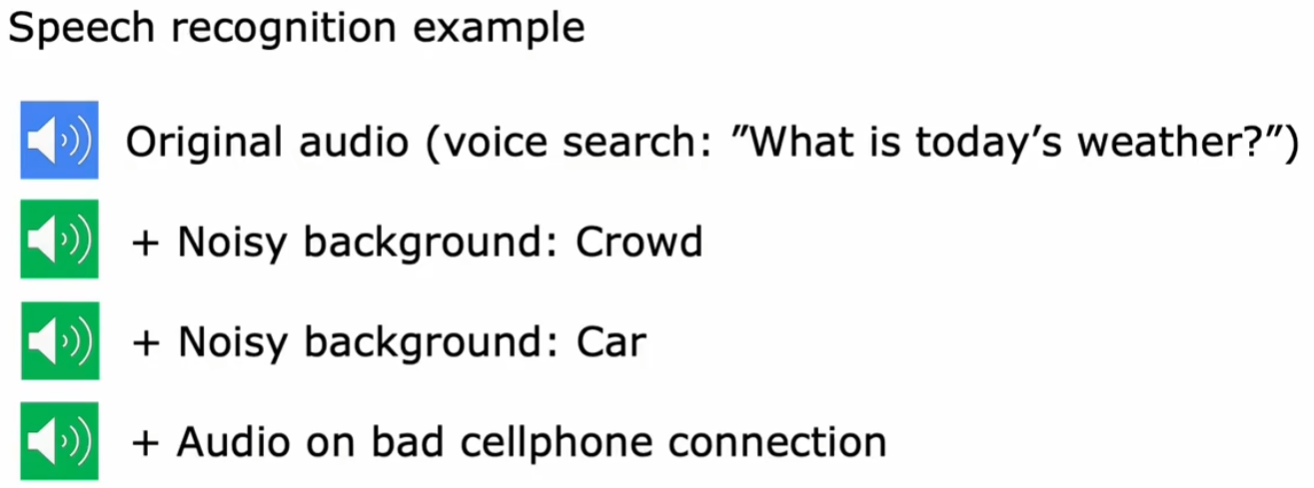 Speech recognition example
Original audio (voice search: ”What is today’s weather?”)
+ Noisy background: Crowd
+ Noisy background: Car
+ Audio on bad cellphone connection